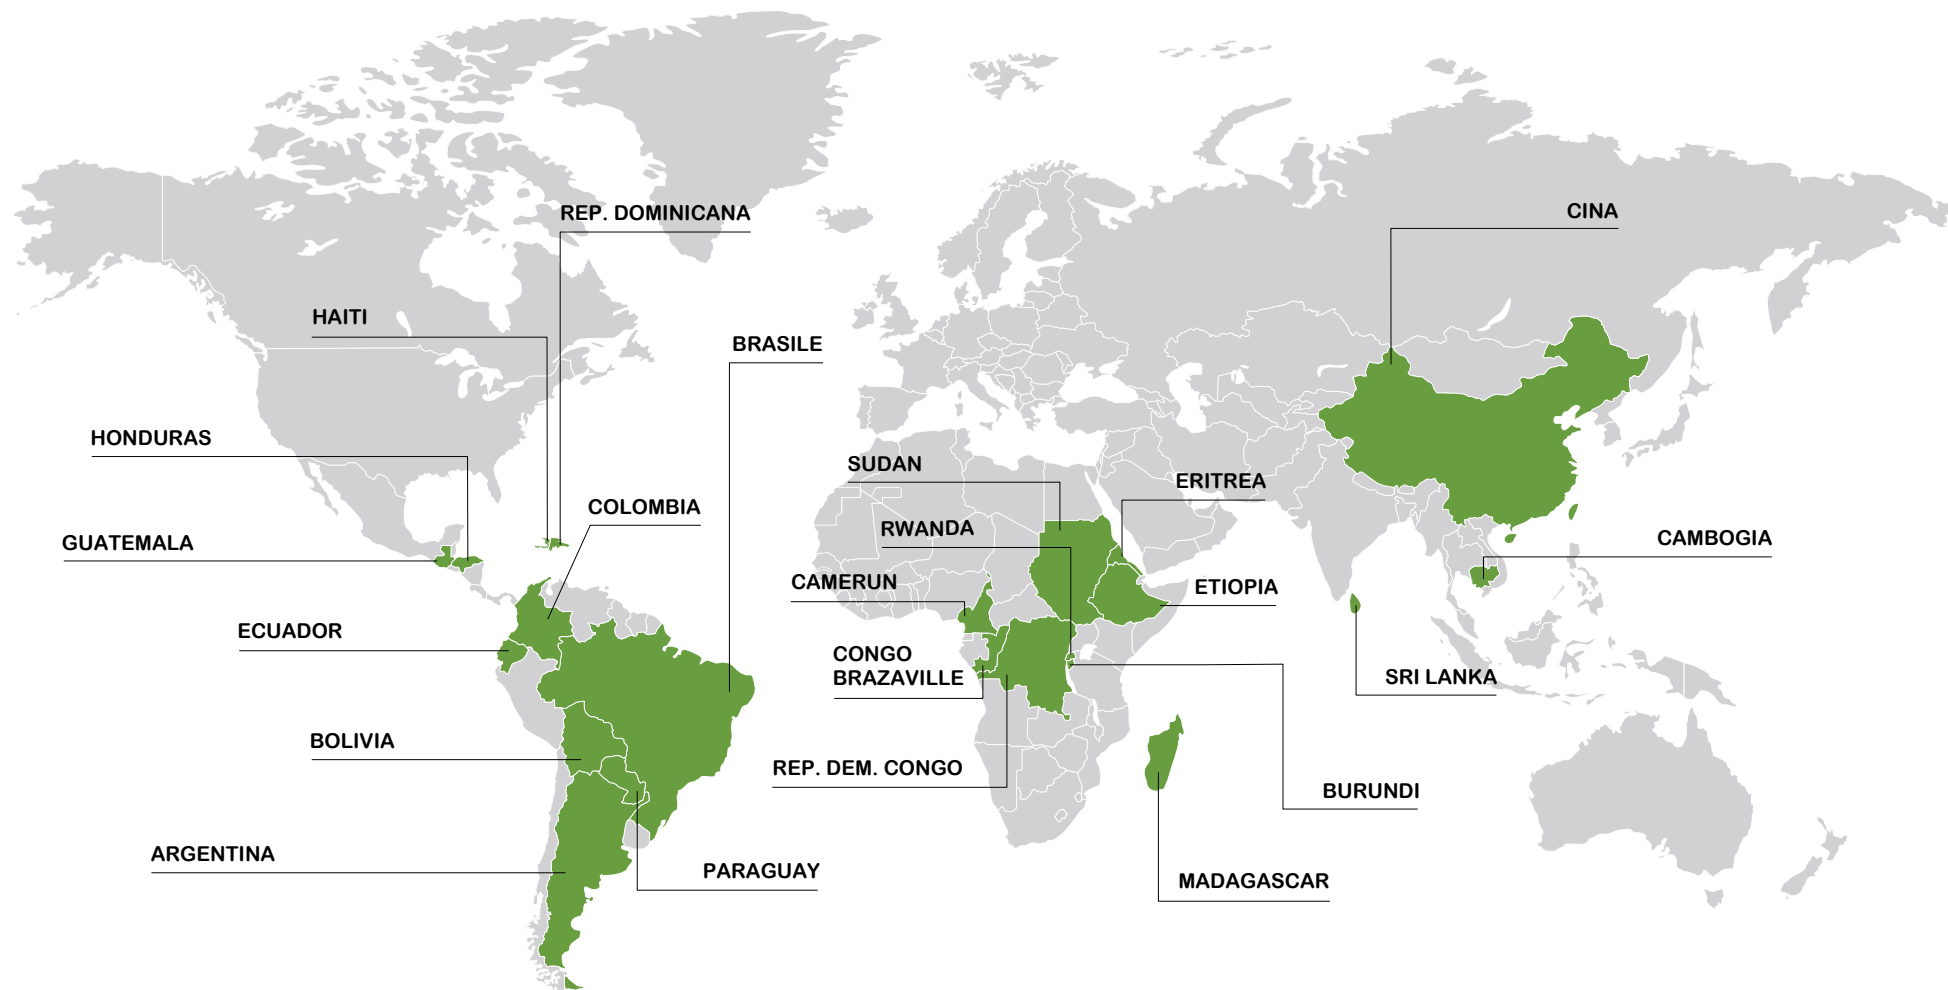 REP. DOMINICANA
CINA
HAITI
BRASILE
HONDURAS
SUDAN
ERITREA
COLOMBIA
RWANDA
GUATEMALA
CAMBOGIA
CAMERUN
ETIOPIA
ECUADOR
CONGO
BRAZAVILLE
SRI LANKA
BOLIVIA
REP. DEM. CONGO
BURUNDI
ARGENTINA
PARAGUAY
MADAGASCAR